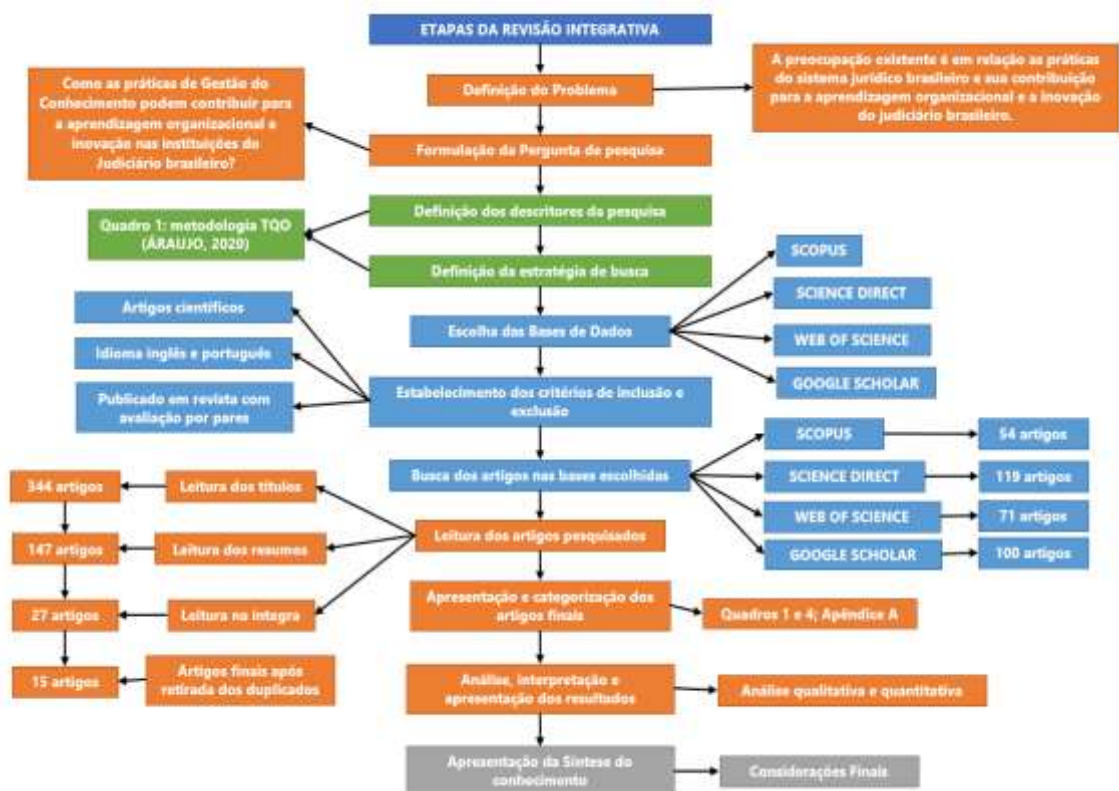 ETAPAS DA REVISÃO INTEGRATIVA
Definição do Problema
A preocupação existente é em relação as práticas
do sistema jurídico brasileiro e sua contribuição
para a aprendizagem organizacional e a inovação
do judiciário brasileiro.
Como as práticas de Gestão do
Conhecimento podem contribuir para
a aprendizagem organizacional e
inovação nas instituições do
Judiciário brasileiro?
Formulação da Pergunta de pesquisa
Definição dos descritores da pesquisa
Quadro 1: metodologia TQO
(ÁRAUJO, 2020)
Definição da estratégia de busca
Escolha das Bases de Dados
SCOPUS
SCIENCE DIRECT
WEB OF SCIENCE
GOOGLE SCHOLAR
Artigos científicos
Idioma inglês e português
Publicado em revista com
avaliação por pares
Estabelecimento dos critérios de inclusão e
exclusão
Busca dos artigos nas bases escolhidas
SCOPUS
54 artigos
SCIENCE DIRECT
119 artigos
WEB OF SCIENCE
71 artigos
GOOGLE SCHOLAR
100 artigos
Leitura dos artigos pesquisados
344 artigos
Leitura dos títulos
147 artigos
Leitura dos resumos
27 artigos
Leitura na integra
15 artigos
Artigos finais após
retirada dos duplicados
Apresentação e categorização dos
artigos finais
Quadros 1 e 4; Apêndice A
Análise, interpretação e
apresentação dos resultados
Análise qualitativa e quantitativa
Apresentação da Síntese do
conhecimento
Considerações Finais